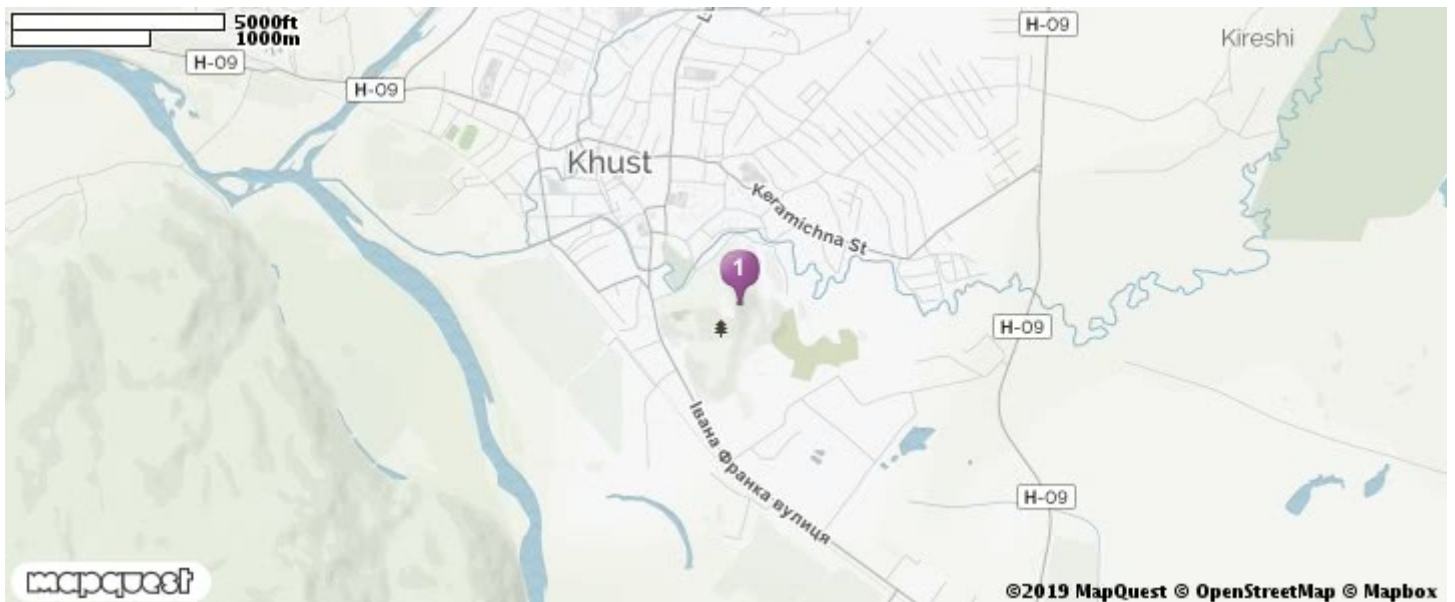 5000ft
1000m
H-09
H-09
H-09
Kireshi
Khust
Keramichna St
1
H-09
Івана Франка вулиця
H-09
mapquest
©2019 MapQuest © OpenStreetMap © Mapbox